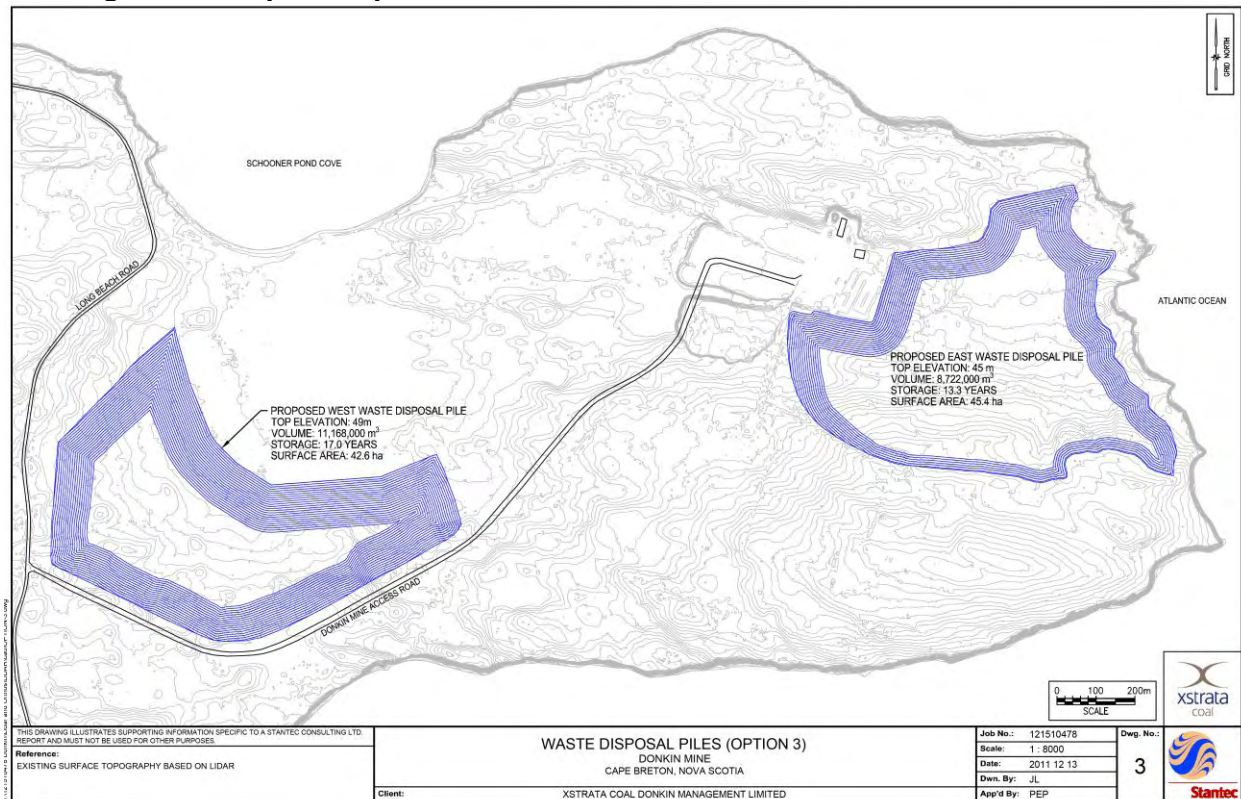 GRID NORTH
SCHOONER POND COVE
LONG BEACH ROAD
ATLANTIC OCEAN
PROPOSED EAST WASTE DISPOSAL PILE
TOP ELEVATION: 45 m
VOLUME: 8,722,000 m³
STORAGE: 13.3 YEARS
SURFACE AREA: 45.4 ha
PROPOSED WEST WASTE DISPOSAL PILE
TOP ELEVATION: 49m
VOLUME: 11,168,000 m³
STORAGE: 17.0 YEARS
SURFACE AREA: 42.6 ha
DONKIN MINE ACCESS ROAD
0 100 200m
SCALE
xstrata
coal
THIS DRAWING ILLUSTRATES SUPPORTING INFORMATION SPECIFIC TO A STANTEC CONSULTING LTD.
REPORT AND MUST NOT BE USED FOR OTHER PURPOSES.
Reference:
EXISTING SURFACE TOPOGRAPHY BASED ON LIDAR
WASTE DISPOSAL PILES (OPTION 3)
DONKIN MINE
CAPE BRETON, NOVA SCOTIA
Client: XSTRATA COAL DONKIN MANAGEMENT LIMITED
Job No.: 121510478
Scale: 1 : 8000
Date: 2011 12 13
Dwn. By: JL
App'd By: PEP
Dwg. No.:
3
Stantec